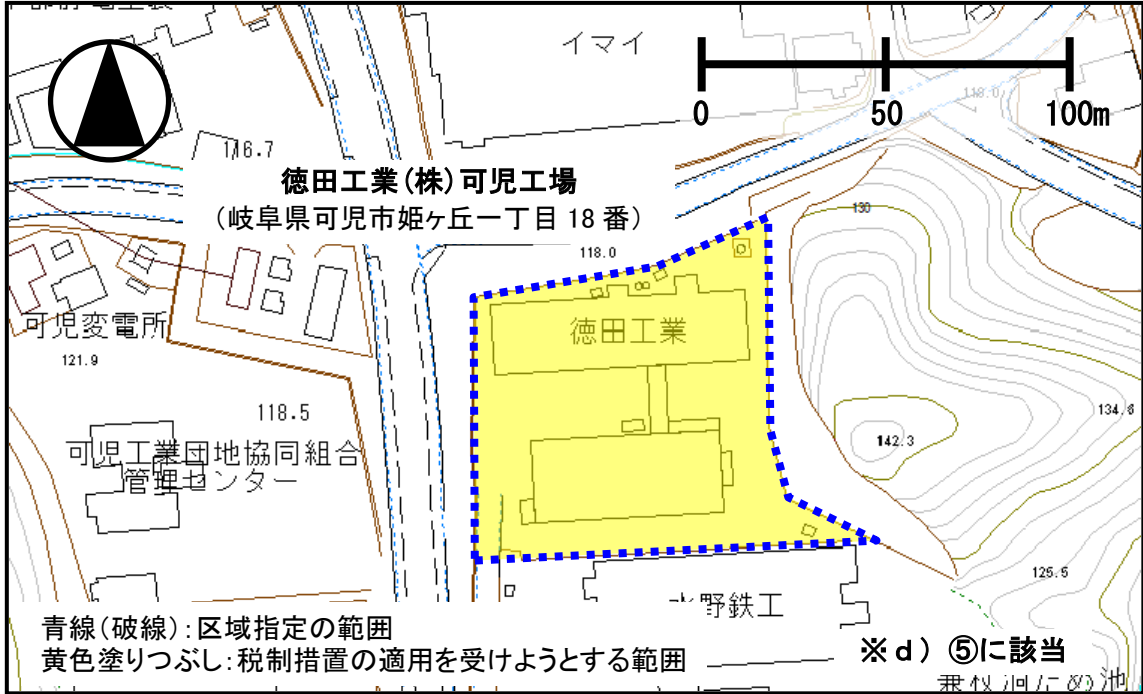 イマイ
0 50 100m
118.0
116.7
徳田工業(株)可児工場
(岐阜県可児市姫ヶ丘一丁目 18 番)
130
118.0
徳田工業
可児変電所
121.9
118.5
134.6
142.3
可児工業団地協同組合
管理センター
125.5
水野鉄工
青線(破線):区域指定の範囲
黄色塗りつぶし:税制措置の適用を受けようとする範囲
※d) ⑤に該当